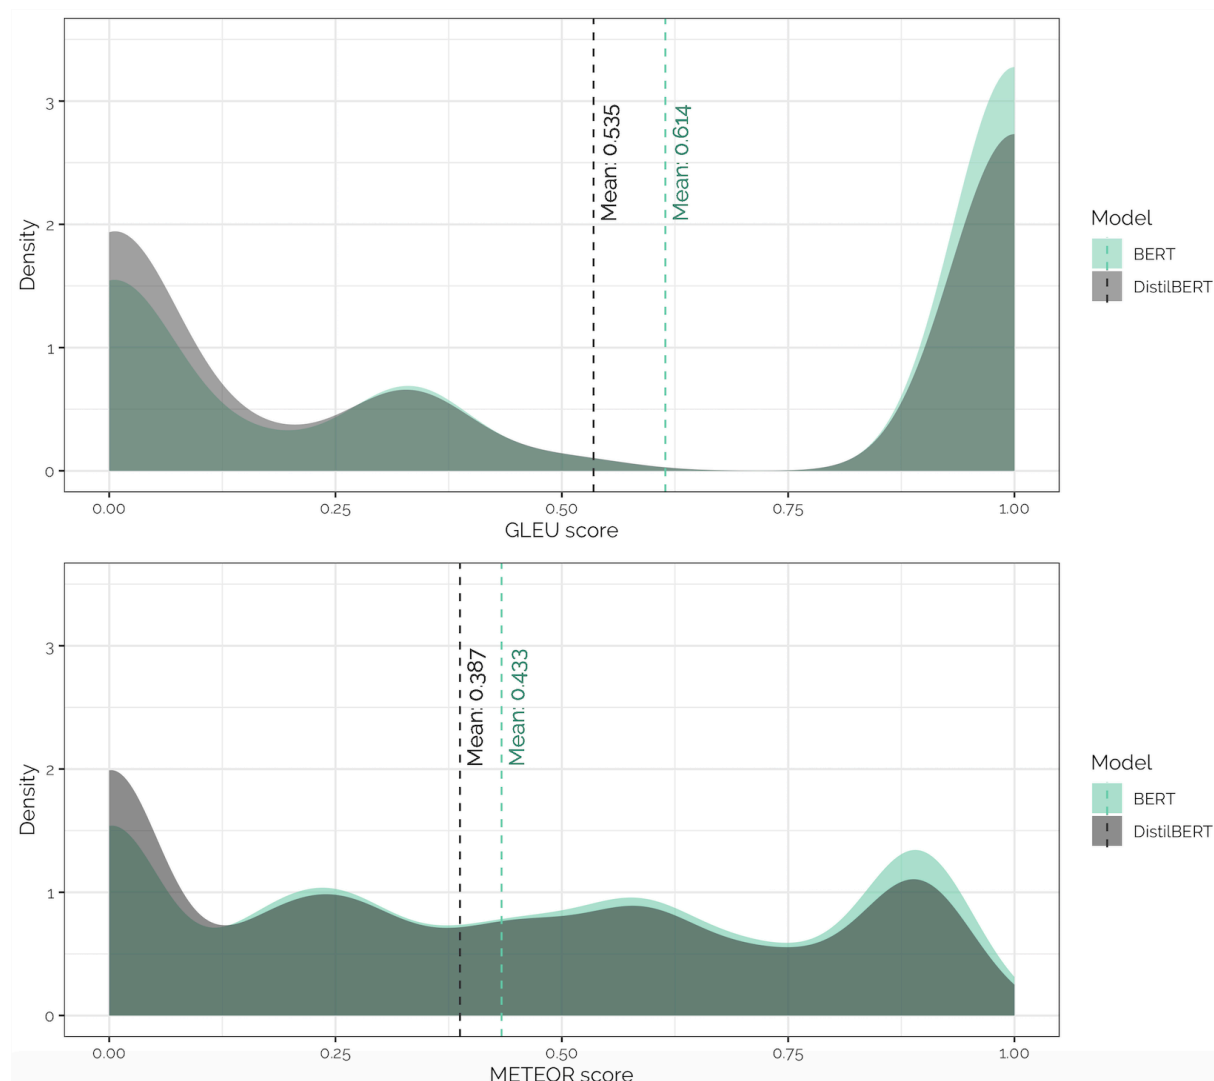 3
2
1
0
Density
Mean: 0.535
Mean: 0.614
0.00 0.25 0.50 0.75 1.00
GLEU score
Model
BERT
DistilBERT
3
2
1
0
Density
Mean: 0.387
Mean: 0.433
0.00 0.25 0.50 0.75 1.00
METEOR score
Model
BERT
DistilBERT